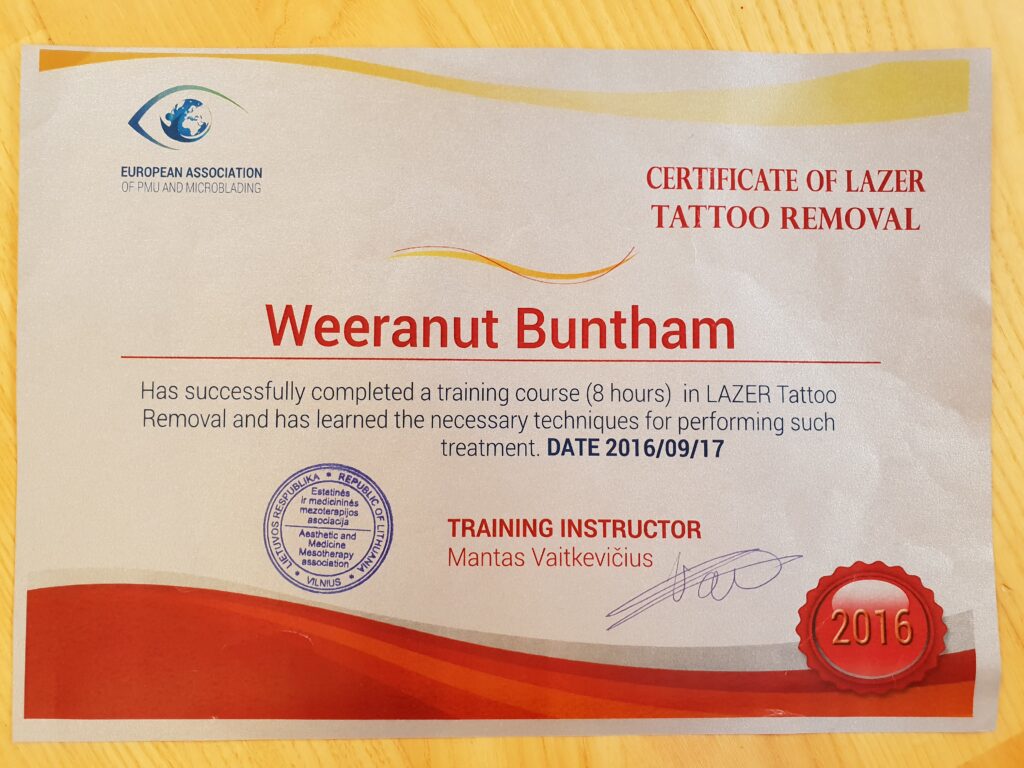 EUROPEAN ASSOCIATION
OF PMU AND MICROBLADING
CERTIFICATE OF LAZER
TATTOO REMOVAL
Weeranut Buntham
Has successfully completed a training course (8 hours) in LAZER Tattoo
Removal and has learned the necessary techniques for performing such
treatment. DATE 2016/09/17
LIETUVOS RESPUBLIKA * REPUBLIC OF LITHUANIA
Estetinės
ir medicininės
mezoterapijos
asociacija
Aesthetic and
Medicine
Mesotherapy
association
* VILNIUS *
TRAINING INSTRUCTOR
Mantas Vaitkevičius
2016